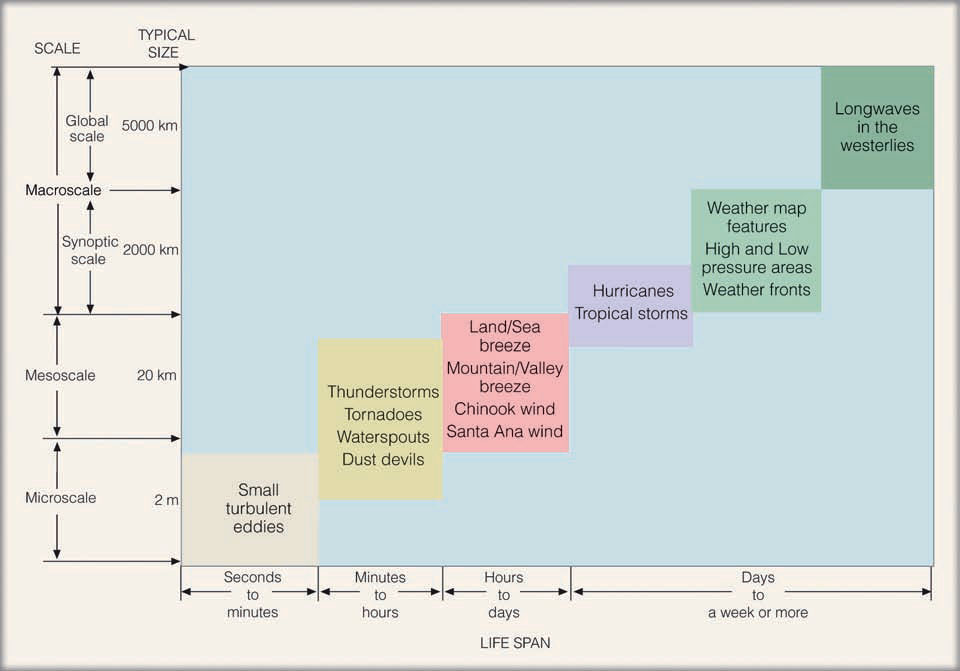 SCALE
TYPICAL
SIZE
Global
scale
5000 km
Macroscale
Synoptic
scale
2000 km
Mesoscale
20 km
Microscale
2 m
Longwaves
in the
westerlies
Weather map
features
High and Low
pressure areas
Weather fronts
Hurricanes
Tropical storms
Land/Sea
breeze
Mountain/Valley
breeze
Chinook wind
Santa Ana wind
Thunderstorms
Tornadoes
Waterspouts
Dust devils
Small
turbulent
eddies
Seconds
to
minutes
Minutes
to
hours
Hours
to
days
Days
to
a week or more
LIFE SPAN